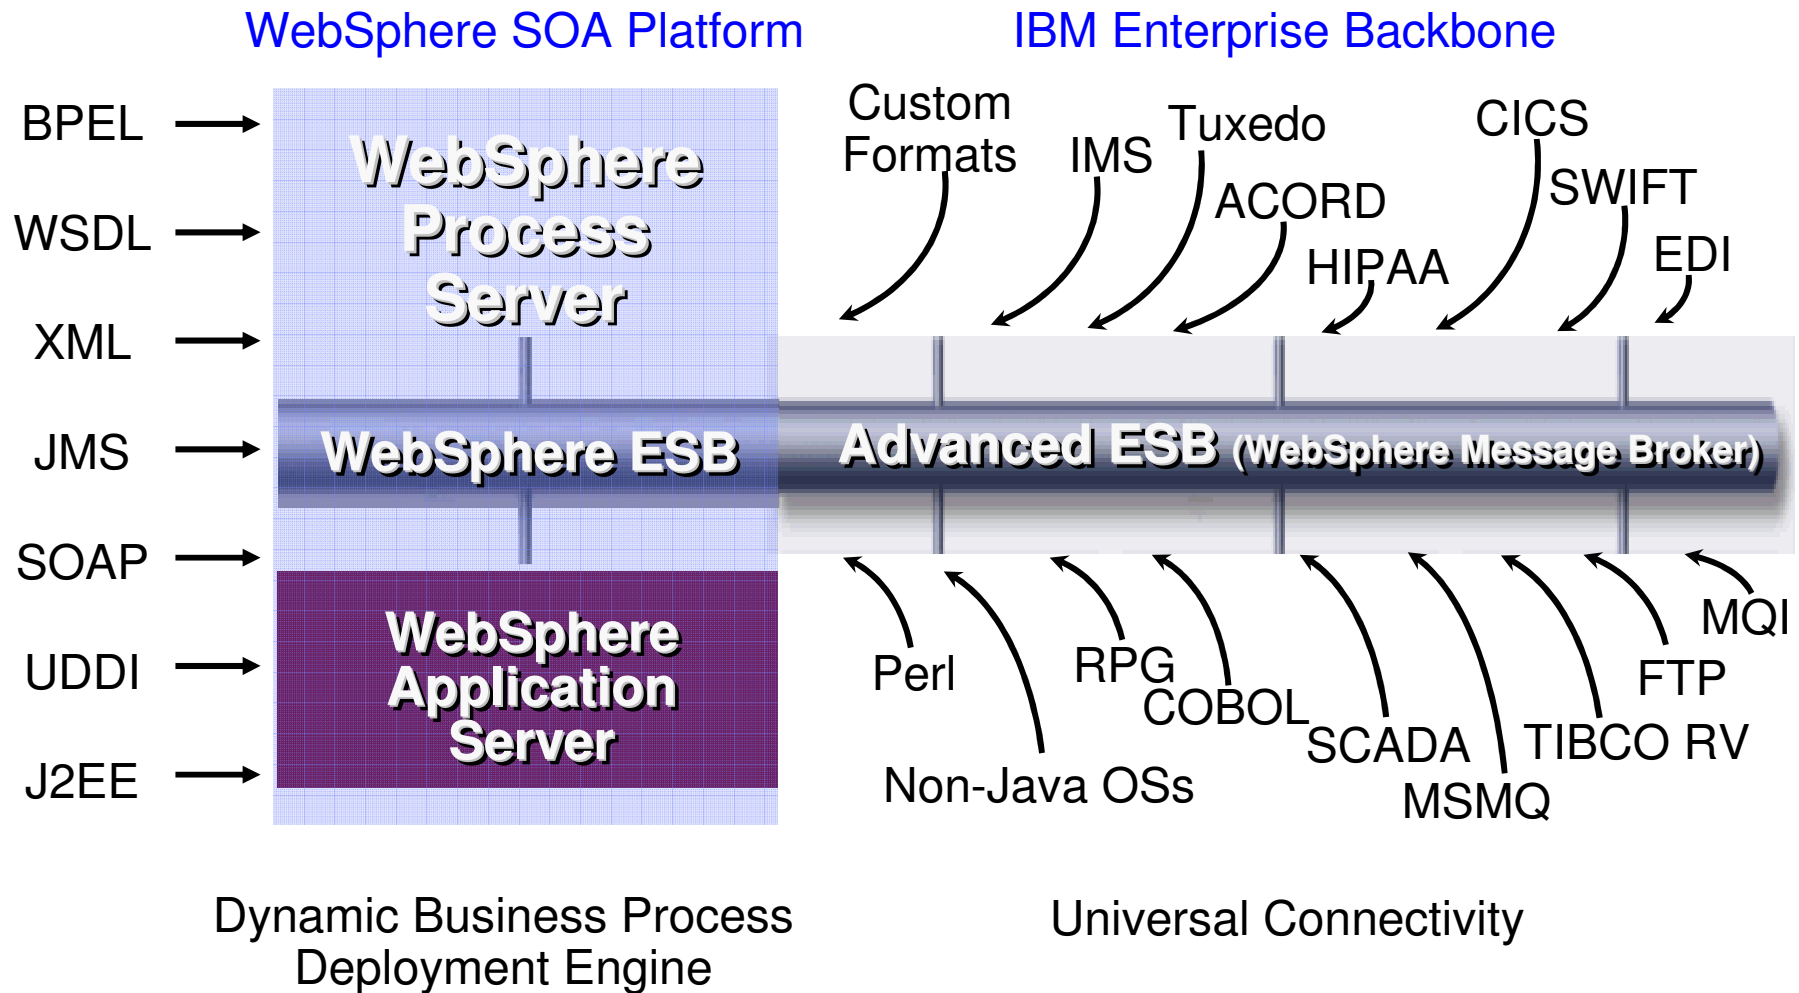 WebSphere SOA Platform
IBM Enterprise Backbone
BPEL
WSDL
XML
JMS
SOAP
UDDI
J2EE
WebSphere
Process
Server
WebSphere ESB
WebSphere
Application
Server
Custom
Formats
IMS
Tuxedo
ACORD
HIPAA
CICS
SWIFT
EDI
Advanced ESB (WebSphere Message Broker)
Perl
Non-Java OSs
RPG
COBOL
SCADA
MSMQ
TIBCO RV
FTP
MQI
Dynamic Business Process
Deployment Engine
Universal Connectivity